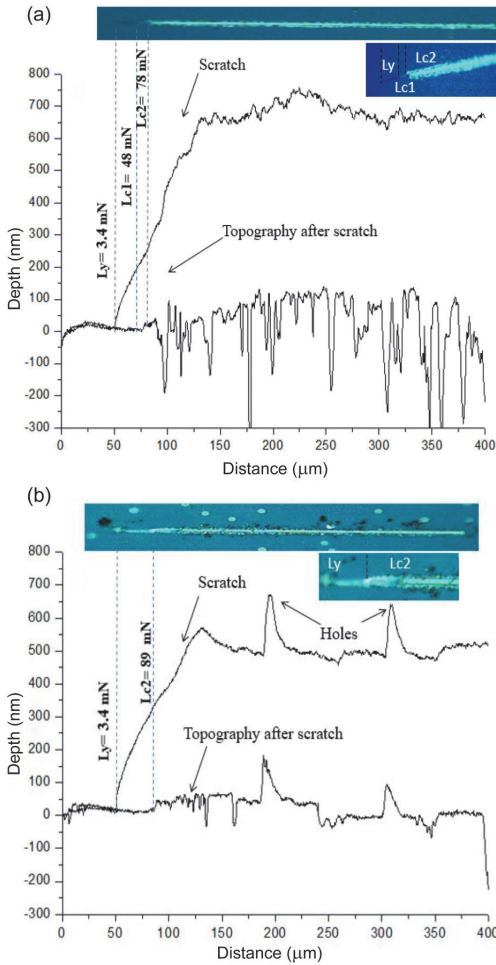 (a)
Ly
Lc2
Lc1
800
700
600
500
400
300
200
100
0
-100
-200
-300
Depth (nm)
Ly= 3.4 mN
Lc1= 48 mN
Lc2= 78 mN
Scratch
Topography after scratch
0
50
100
150
200
250
300
350
400
Distance (μm)
(b)
Ly
Lc2
800
700
600
500
400
300
200
100
0
-100
-200
-300
Depth (nm)
Ly= 3.4 mN
Lc2= 89 mN
Scratch
Holes
Topography after scratch
0
50
100
150
200
250
300
350
400
Distance (μm)